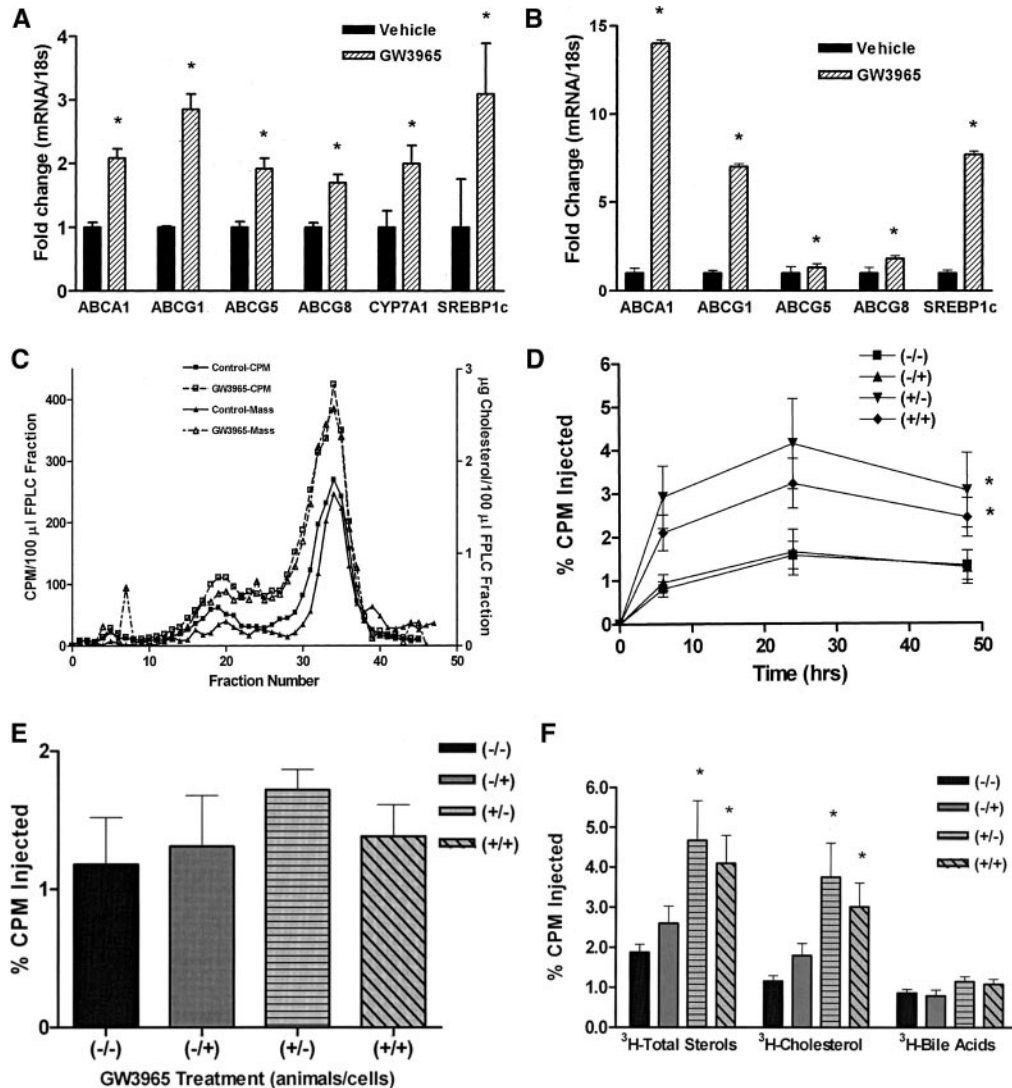 A
Vehicle
GW3965
Fold change (mRNA/18s)
4
3
2
1
0
*
*
*
*
*
*
ABCA1 ABCG1 ABCG5 ABCG8 CYP7A1 SREBP1c
B
Vehicle
GW3965
Fold Change (mRNA/18s)
15
10
5
0
*
*
*
*
*
ABCA1 ABCG1 ABCG5 ABCG8 SREBP1c
C
Control-CPM
GW3965-CPM
Control-Mass
GW3965-Mass
CPM/100 µl FPLC Fraction
400
300
200
100
0
µg Cholesterol/100 µl FPLC Fraction
3
2
1
0
0 10 20 30 40 50
Fraction Number
D
(-/-)
(-/+)
(+/-)
(+/+)
% CPM Injected
6
5
4
3
2
1
0
*
*
0 10 20 30 40 50
Time (hrs)
E
(-/-)
(-/+)
(+/-)
(+/+)
% CPM Injected
2
1
0
(-/-) (-/+) (+/-) (+/+)
GW3965 Treatment (animals/cells)
F
(-/-)
(-/+)
(+/-)
(+/+)
% CPM Injected
6.0
5.0
4.0
3.0
2.0
1.0
0.0
*
*
*
*
³H-Total Sterols ³H-Cholesterol ³H-Bile Acids